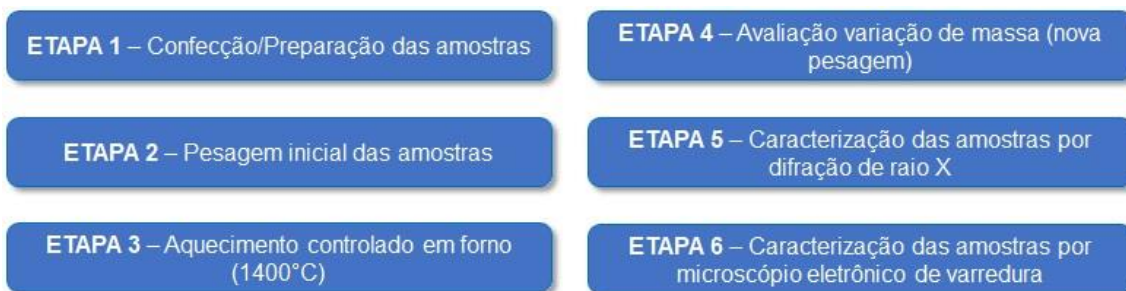 ETAPA 1 – Confecção/Preparação das amostras
ETAPA 2 – Pesagem inicial das amostras
ETAPA 3 – Aquecimento controlado em forno
(1400°C)
ETAPA 4 – Avaliação variação de massa (nova
pesagem)
ETAPA 5 – Caracterização das amostras por
difração de raio X
ETAPA 6 – Caracterização das amostras por
microscópio eletrônico de varredura